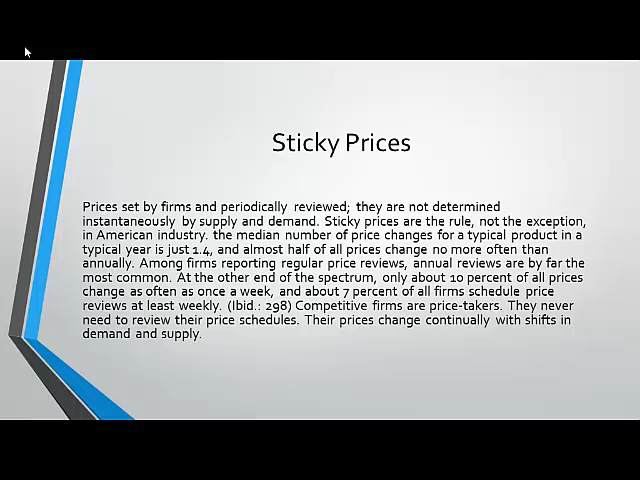 Sticky Prices
Prices set by firms and periodically reviewed; they are not determined
instantaneously by supply and demand. Sticky prices are the rule, not the exception,
in American industry. the median number of price changes for a typical product in a
typical year is just 1.4, and almost half of all prices change no more often than
annually. Among firms reporting regular price reviews, annual reviews are by far the
most common. At the other end of the spectrum, only about 10 percent of all prices
change as often as once a week, and about 7 percent of all firms schedule price
reviews at least weekly. (Ibid.: 298) Competitive firms are price-takers. They never
need to review their price schedules. Their prices change continually with shifts in
demand and supply.